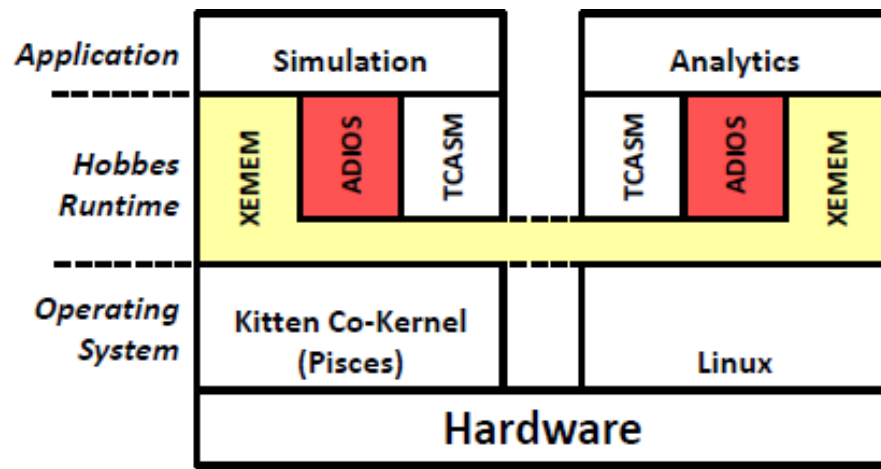 Application
Simulation
Analytics
Hobbes
Runtime
XEMEM
ADIOS
TCASM
TCASM
ADIOS
XEMEM
Operating
System
Kitten Co-Kernel
(Pisces)
Linux
Hardware